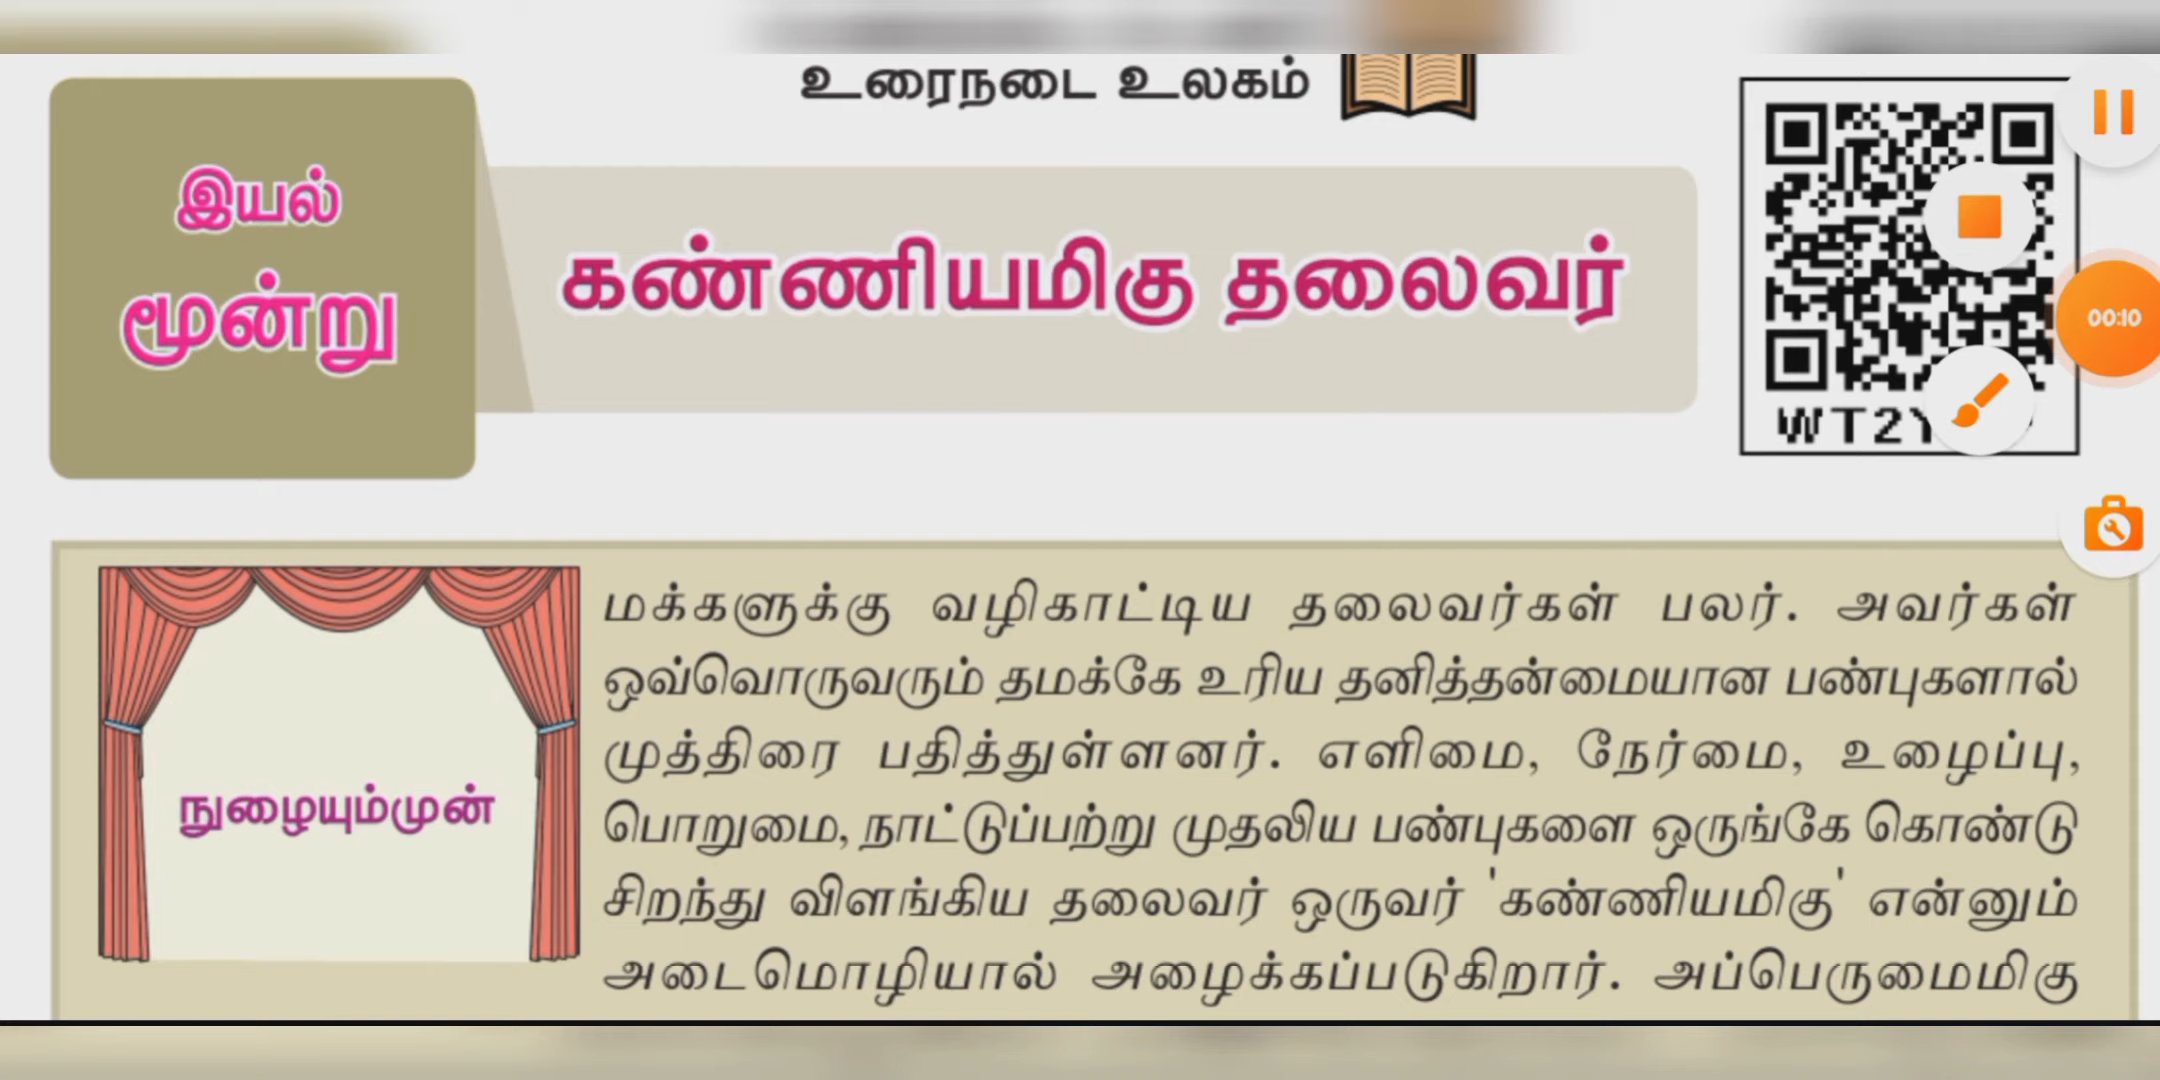 உரைநடை உலகம்
இயல்
மூன்று
கண்ணியமிகு தலைவர்
00:10
நுழையும்முன்
மக்களுக்கு வழிகாட்டிய தலைவர்கள் பலர். அவர்கள்
ஒவ்வொருவரும் தமக்கே உரிய தனித்தன்மையான பண்புகளால்
முத்திரை பதித்துள்ளனர். எளிமை, நேர்மை, உழைப்பு,
பொறுமை, நாட்டுப்பற்று முதலிய பண்புகளை ஒருங்கே கொண்டு
சிறந்து விளங்கிய தலைவர் ஒருவர் 'கண்ணியமிகு' என்னும்
அடைமொழியால் அழைக்கப்படுகிறார். அப்பெருமைமிகு